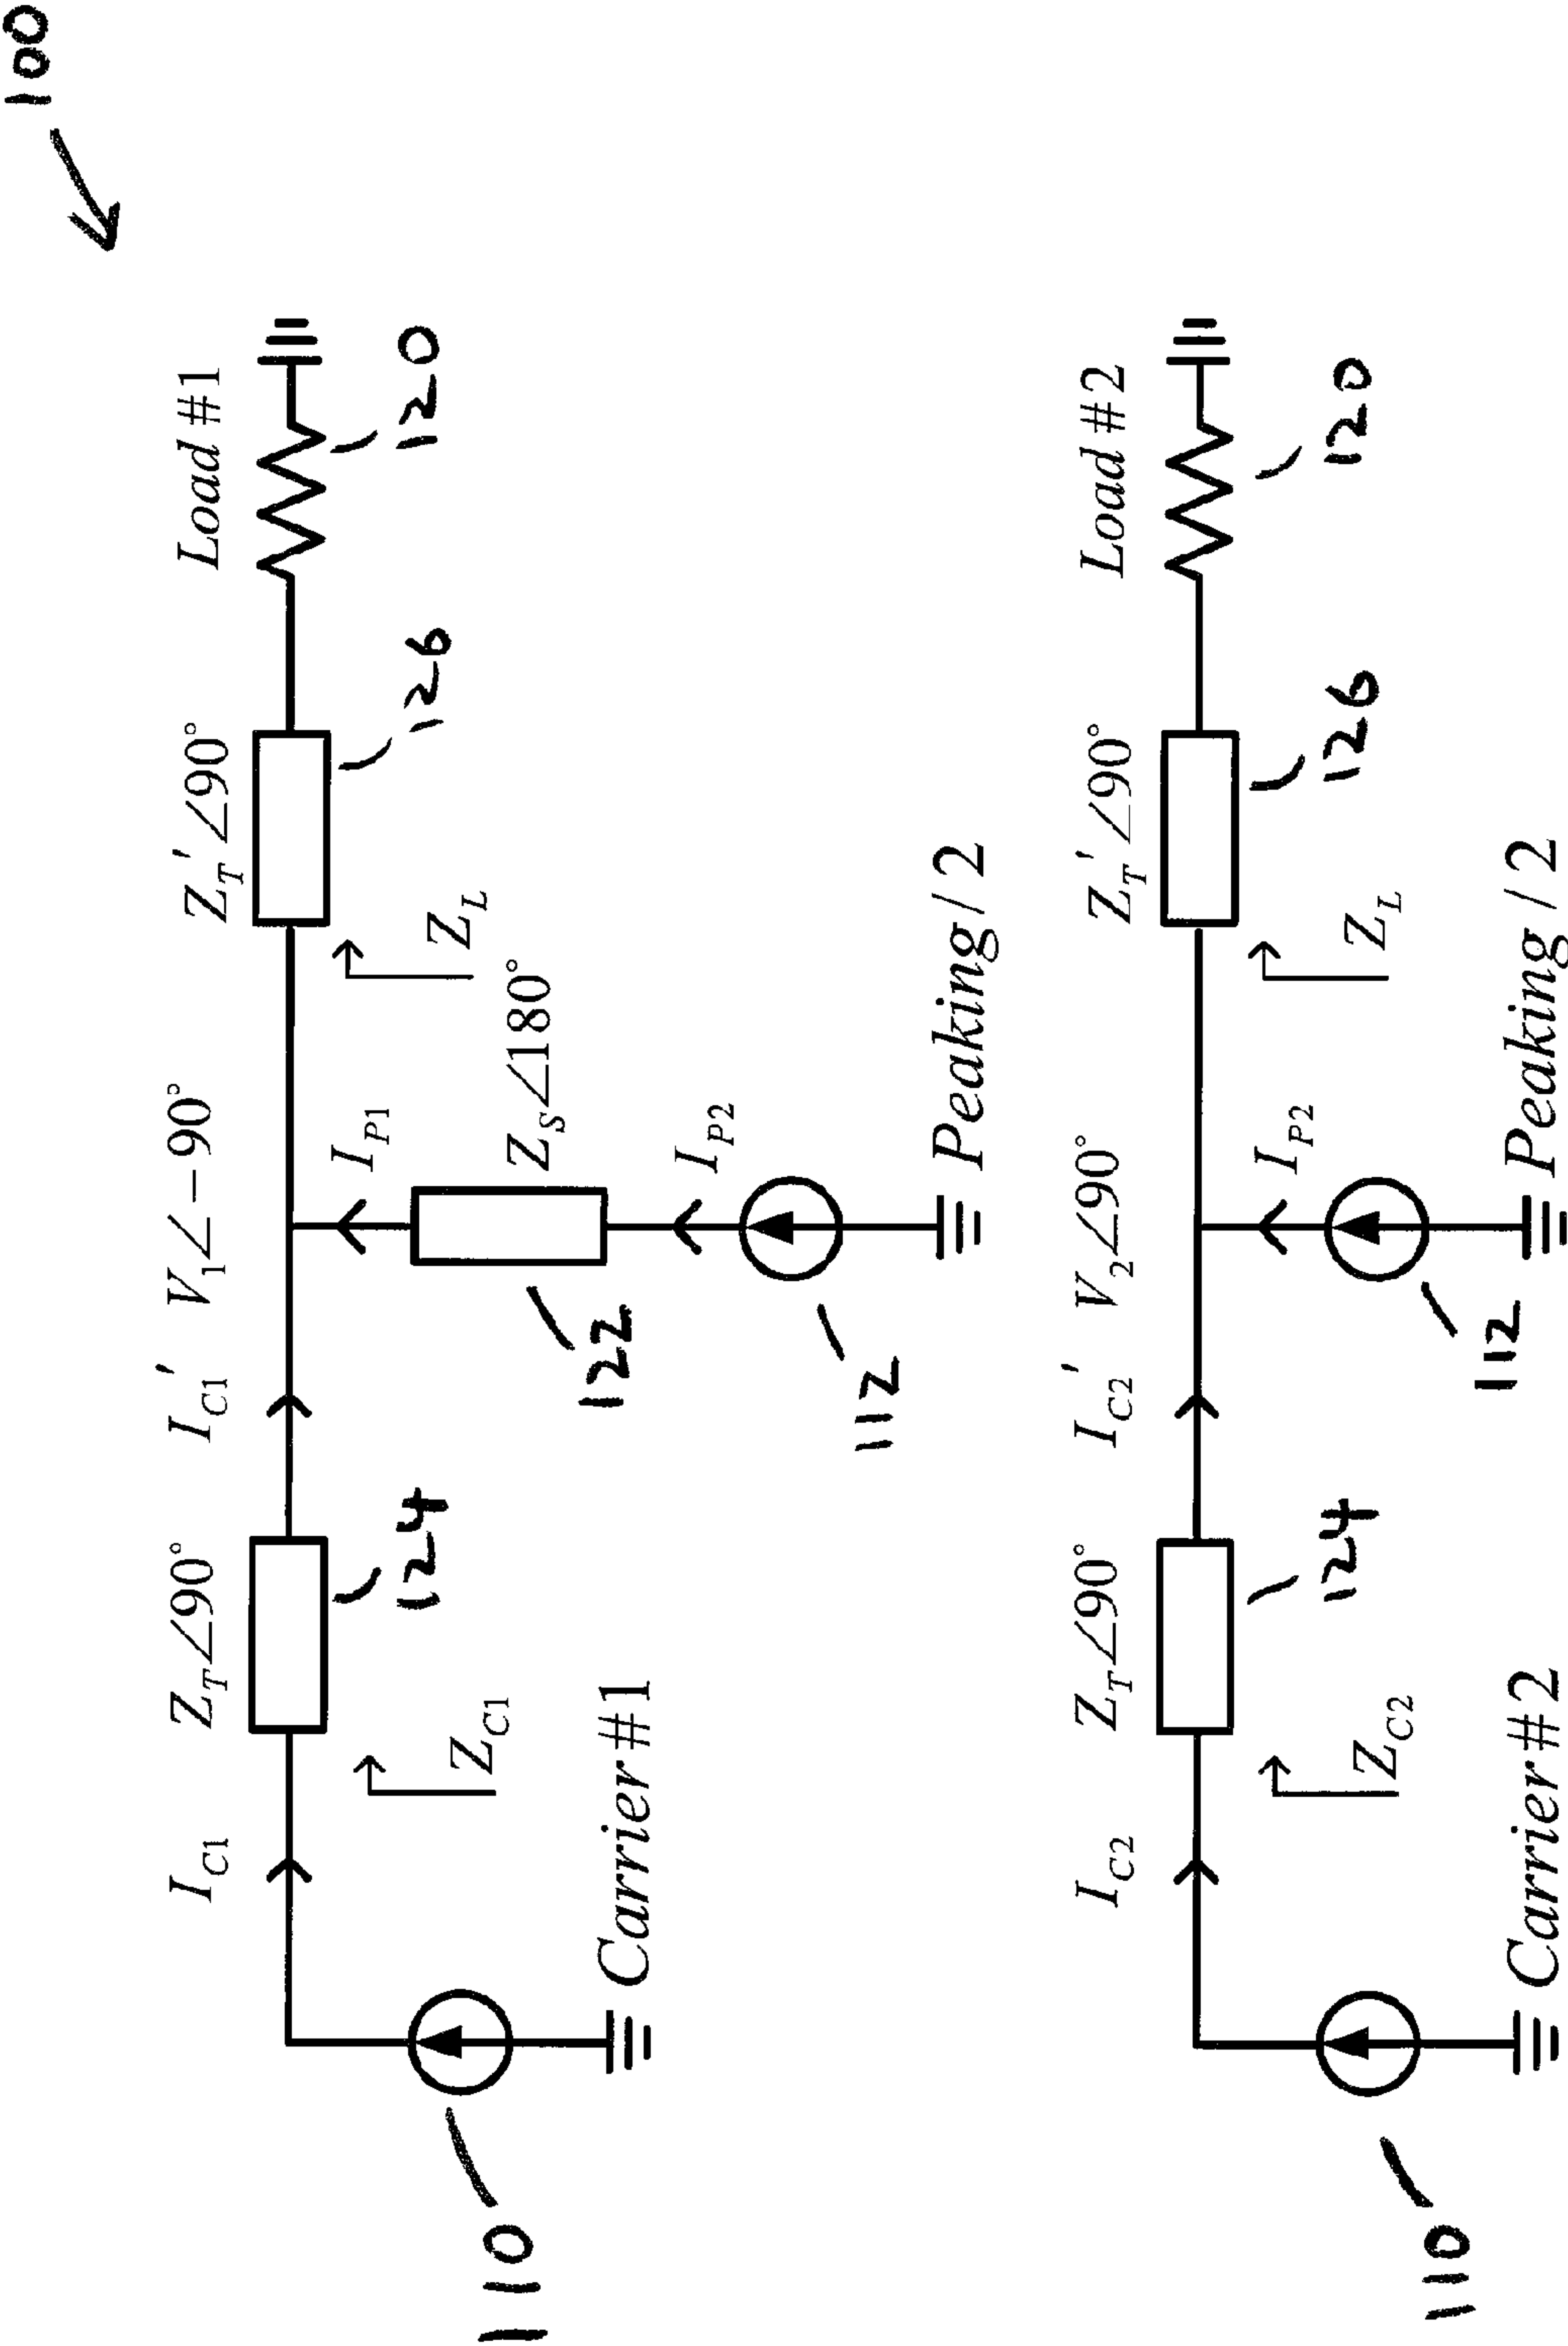 100
Load #1
120
Z_T'∠90°
126
Z_L
V_1∠−90°
I_P1
Z_S∠180°
122
I_P2
112
Peaking / 2
I_C1'
Z_T∠90°
124
Z_C1
I_C1
Carrier #1
110
Load #2
120
Z_T'∠90°
126
Z_L
V_2∠90°
I_P2
112
Peaking / 2
I_C2'
Z_T∠90°
124
Z_C2
I_C2
Carrier #2
110